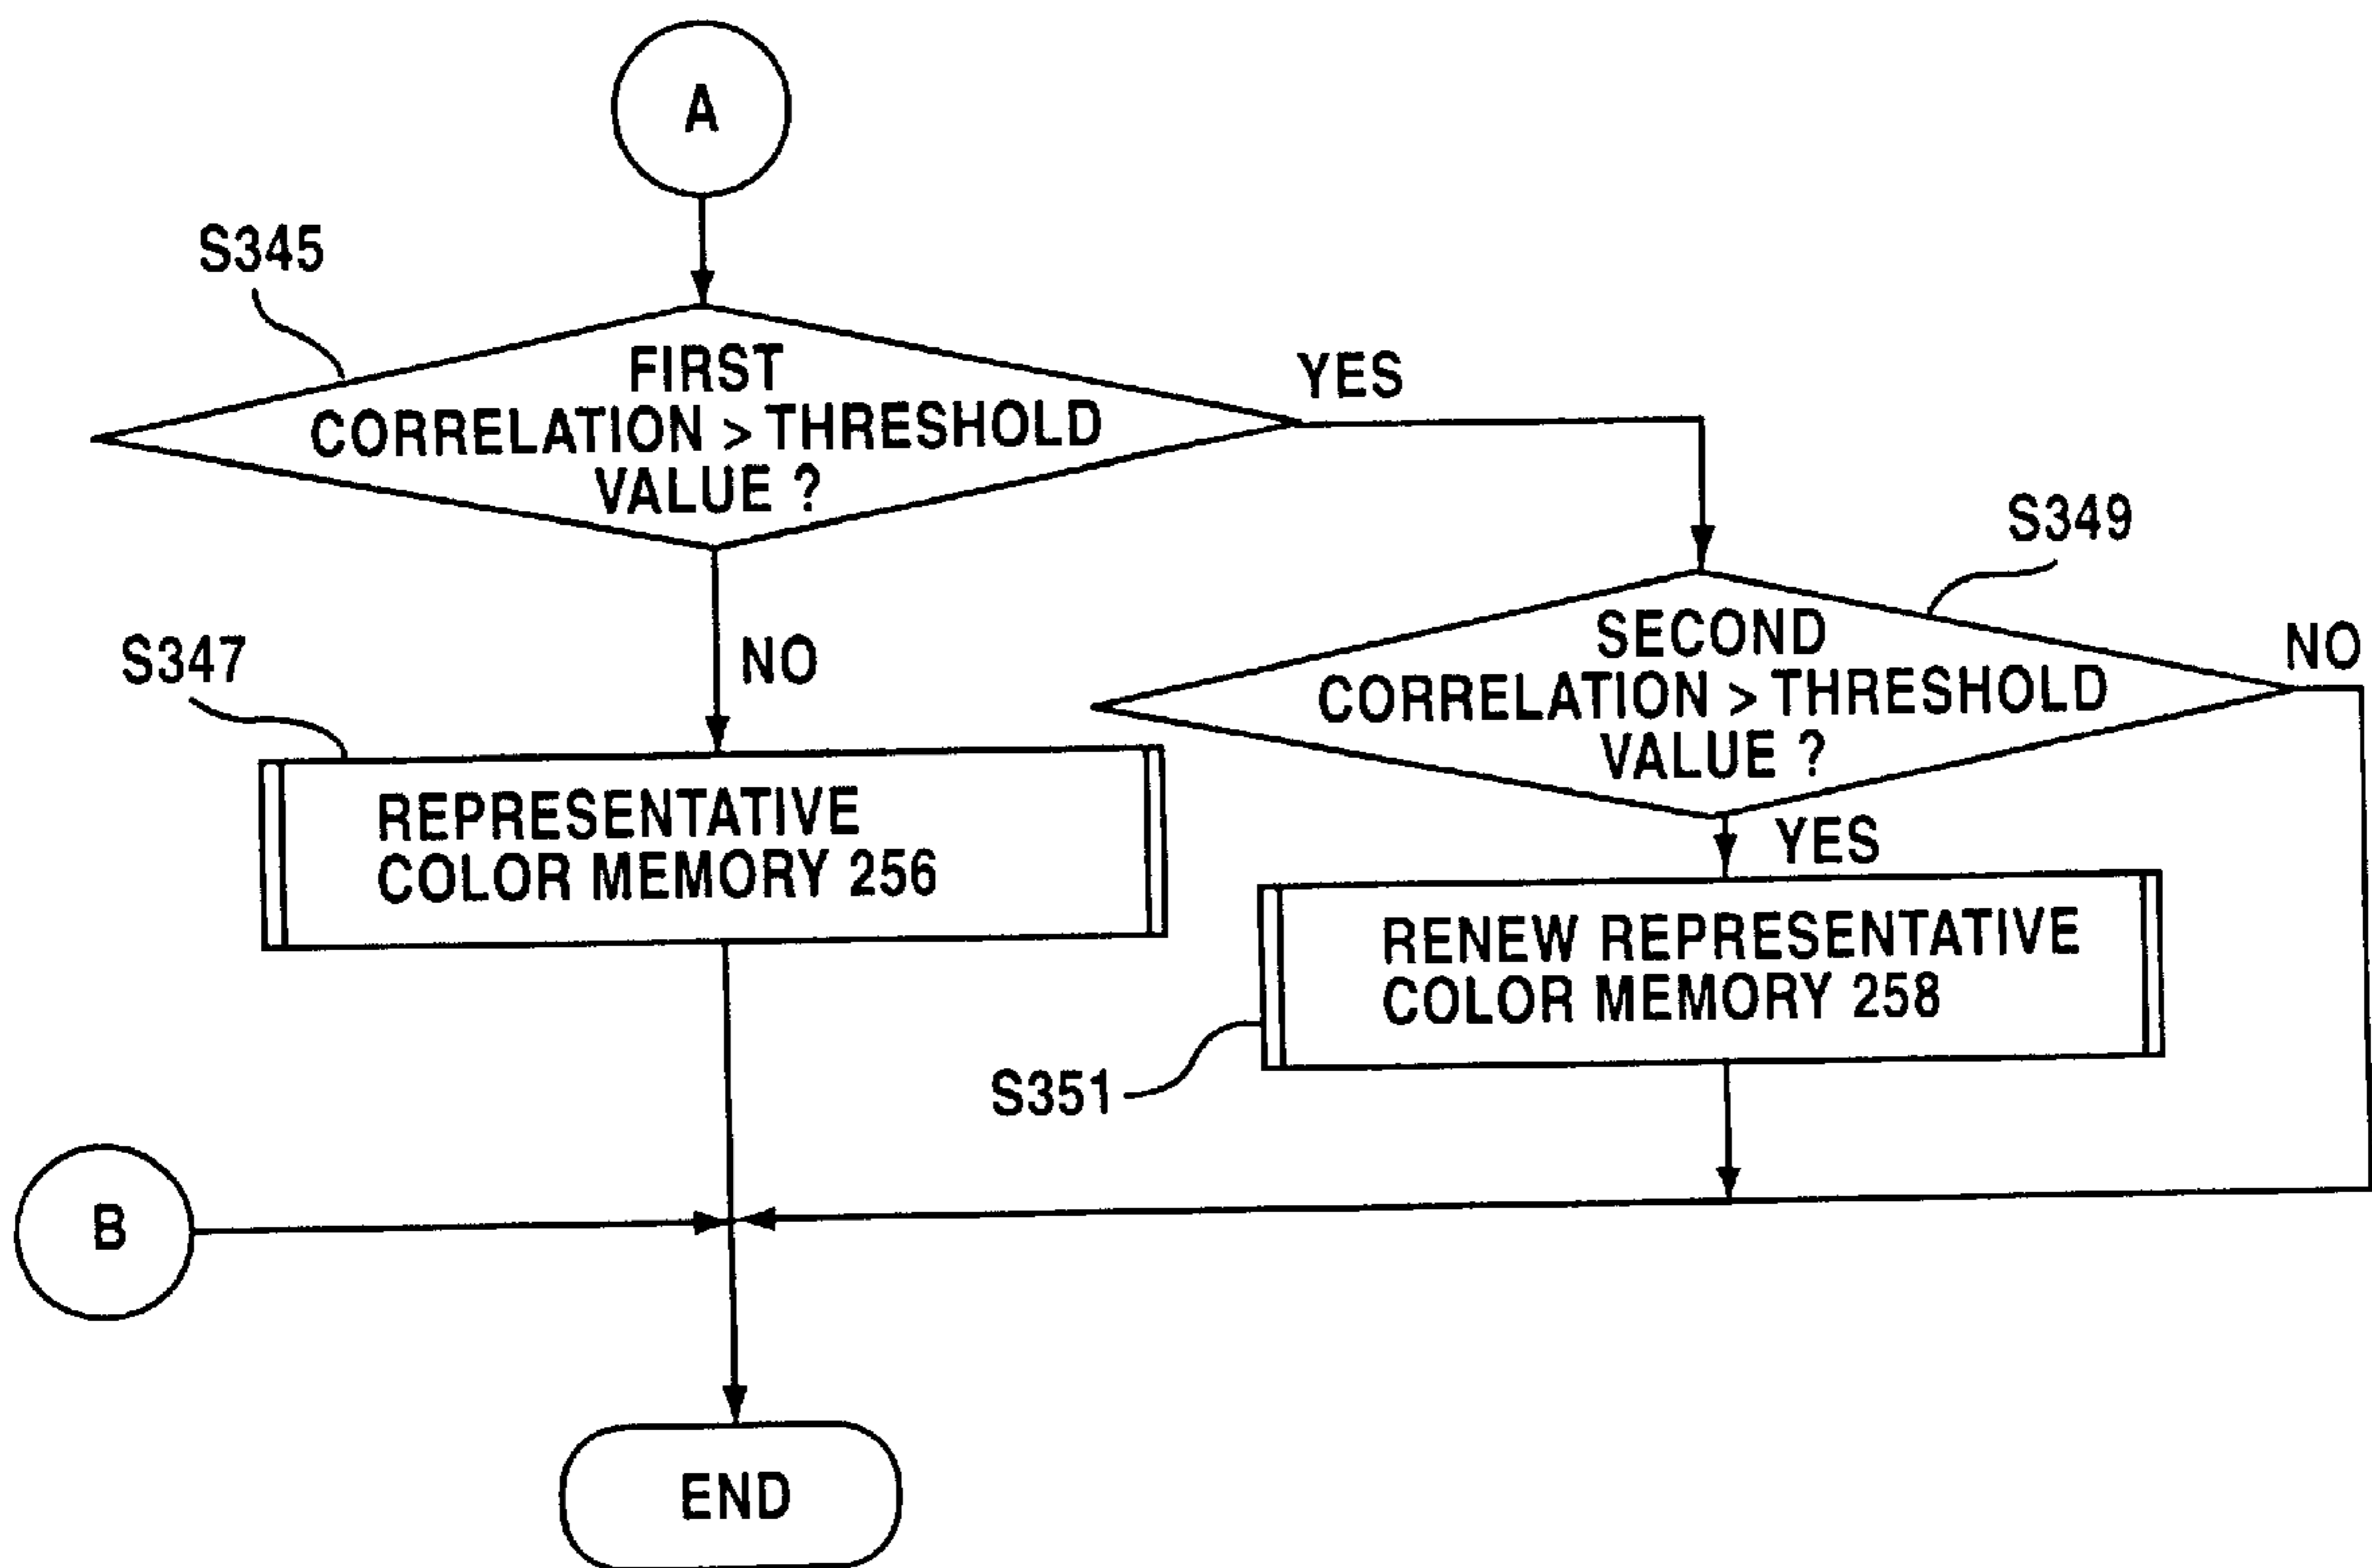 A
S345
FIRST
CORRELATION > THRESHOLD
VALUE ?
YES
S349
SECOND
CORRELATION > THRESHOLD
VALUE ?
NO
S347
NO
REPRESENTATIVE
COLOR MEMORY 256
YES
RENEW REPRESENTATIVE
COLOR MEMORY 258
S351
B
END